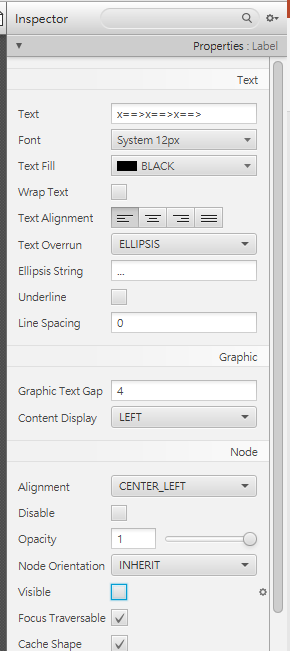 Inspector
Properties : Label
Text
Text x==>x==>x==>
Font System 12px
Text Fill BLACK
Wrap Text
Text Alignment
Text Overrun ELLIPSIS
Ellipsis String ...
Underline
Line Spacing 0
Graphic
Graphic Text Gap 4
Content Display LEFT
Node
Alignment CENTER_LEFT
Disable
Opacity 1
Node Orientation INHERIT
Visible
Focus Traversable
Cache Shape